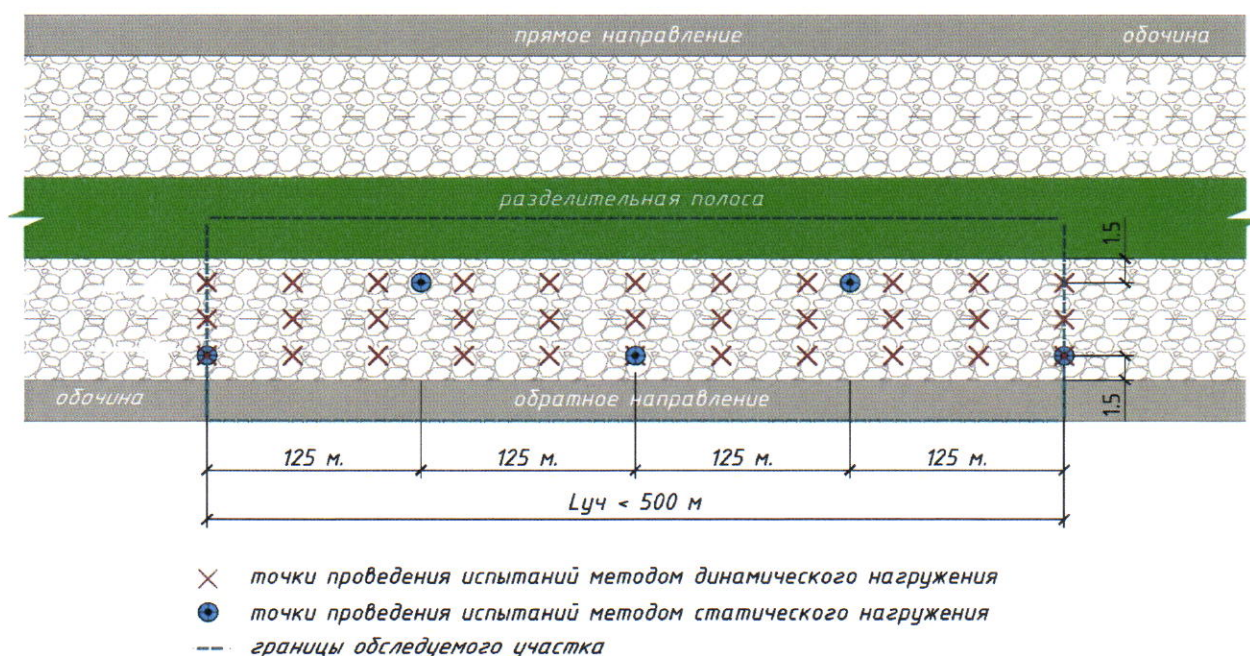 прямое направление
обочина
разделительная полоса
1.5
обочина
обратное направление
1.5
125 м.
125 м.
125 м.
125 м.
Lуч < 500 м
точки проведения испытаний методом динамического нагружения
точки проведения испытаний методом статического нагружения
границы обследуемого участка